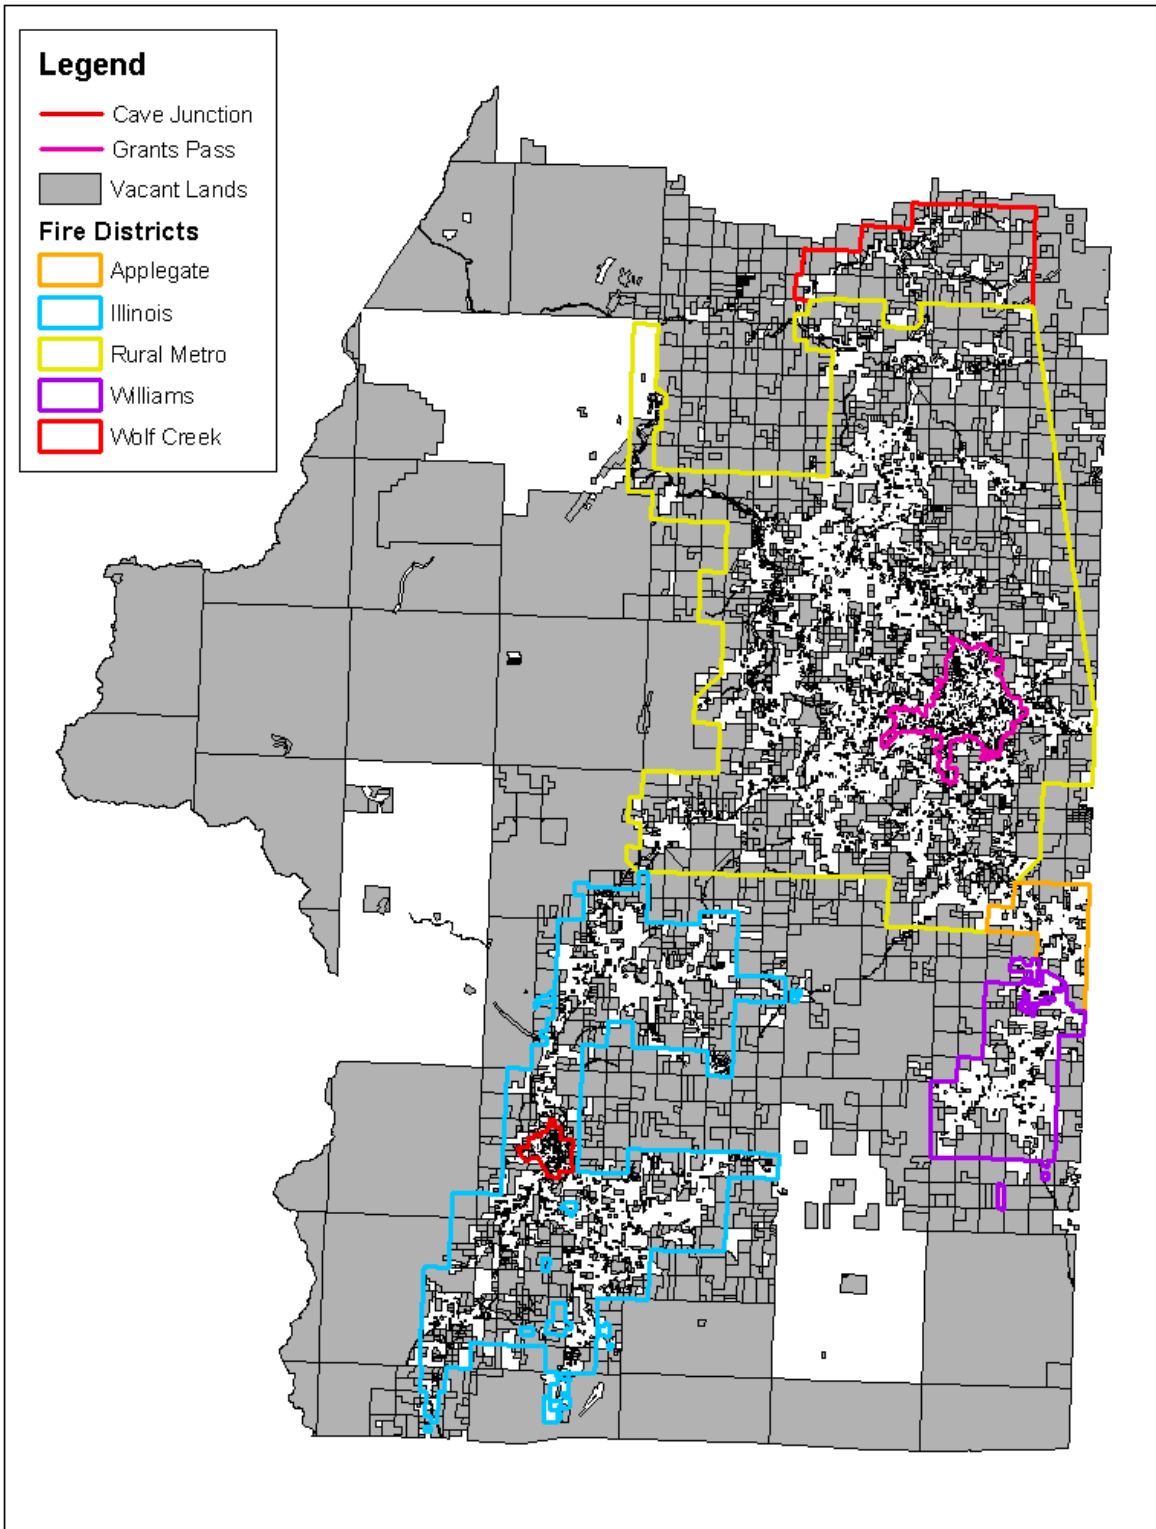 Legend
Cave Junction
Grants Pass
Vacant Lands
Fire Districts
Applegate
Illinois
Rural Metro
Williams
Wolf Creek